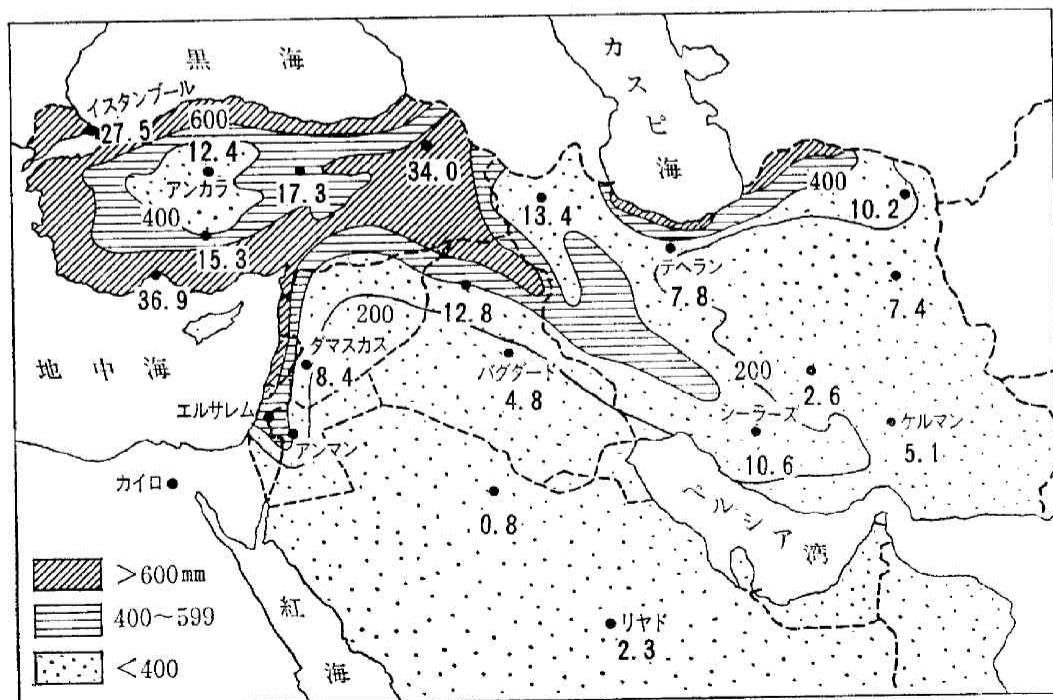 黒海
カスピ海
イスタンブール
27.5
600
12.4
アンカラ
17.3
34.0
400
15.3
36.9
13.4
400
10.2
テヘラン
7.8
7.4
12.8
200
ダマスカス
8.4
バグダード
4.8
地中海
エルサレム
アンマン
200
2.6
シーラーズ
10.6
ケルマン
5.1
カイロ
0.8
ペルシア湾
リヤド
2.3
紅海
>600mm
400~599
<400